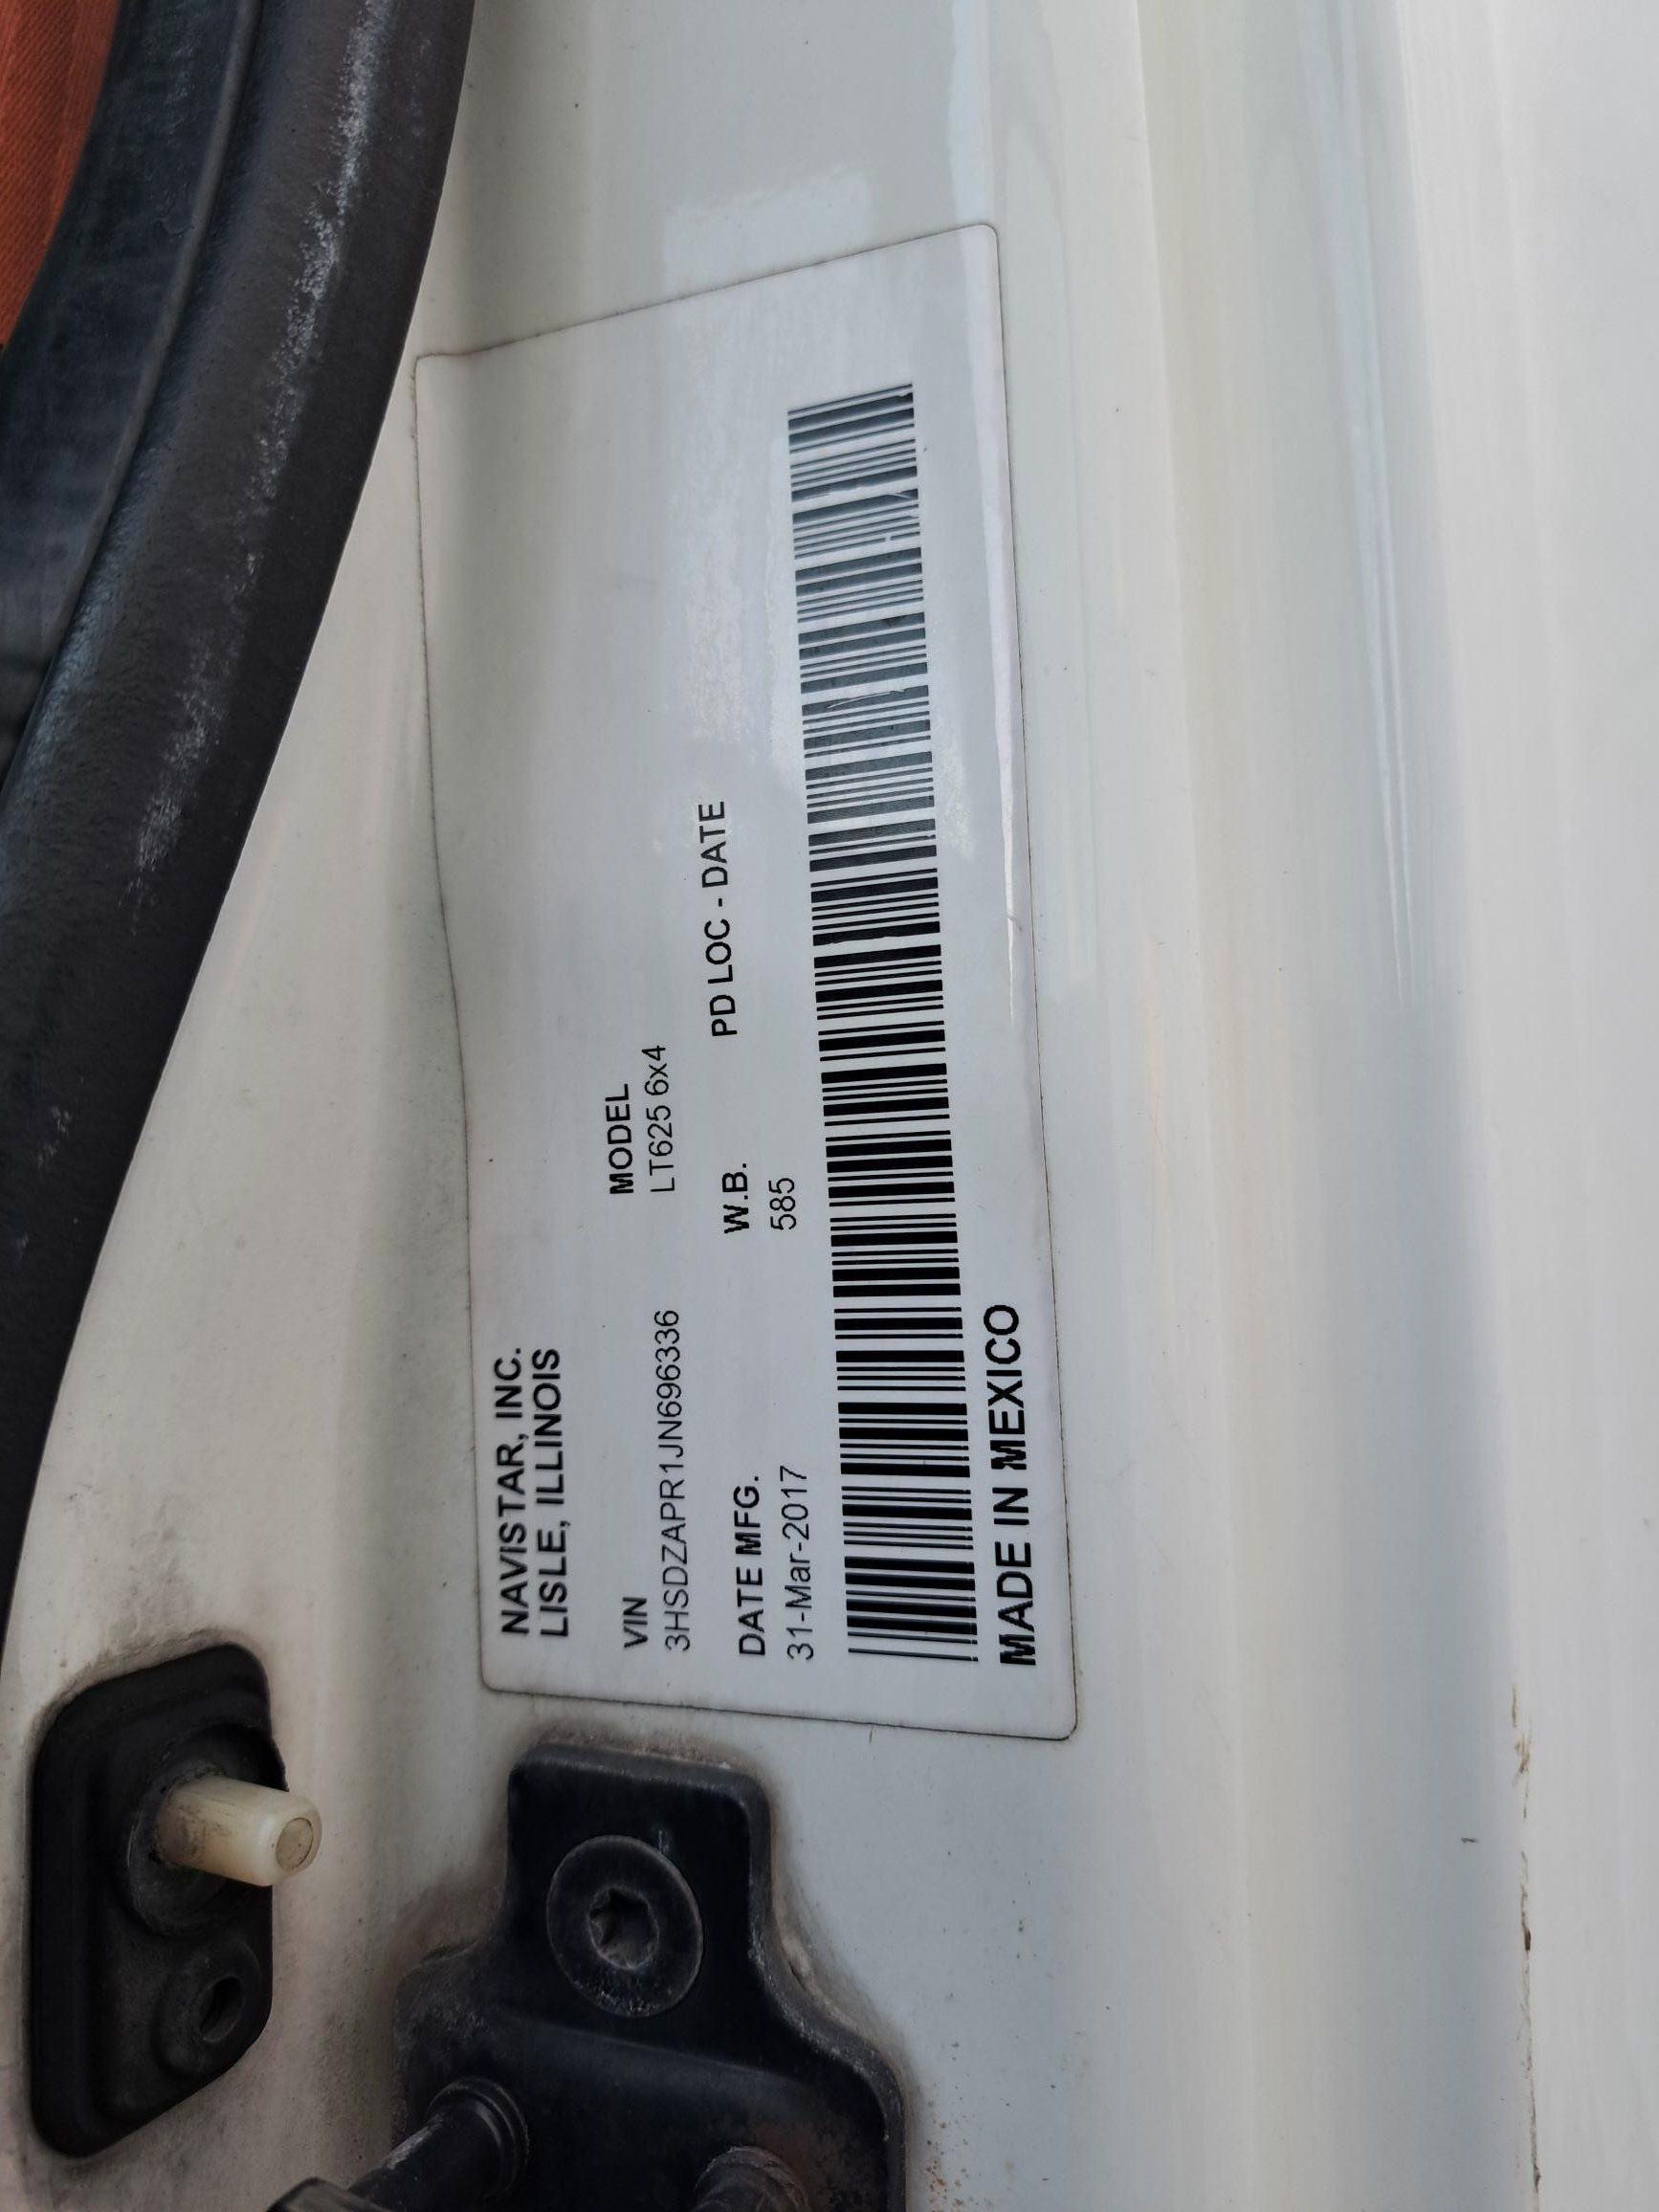 NAVISTAR, INC.
LISLE, ILLINOIS
VIN MODEL
3HSDZAPR1JN696336 LT625 6x4
DATE MFG. W.B. PD LOC - DATE
31-Mar-2017 585
MADE IN MEXICO